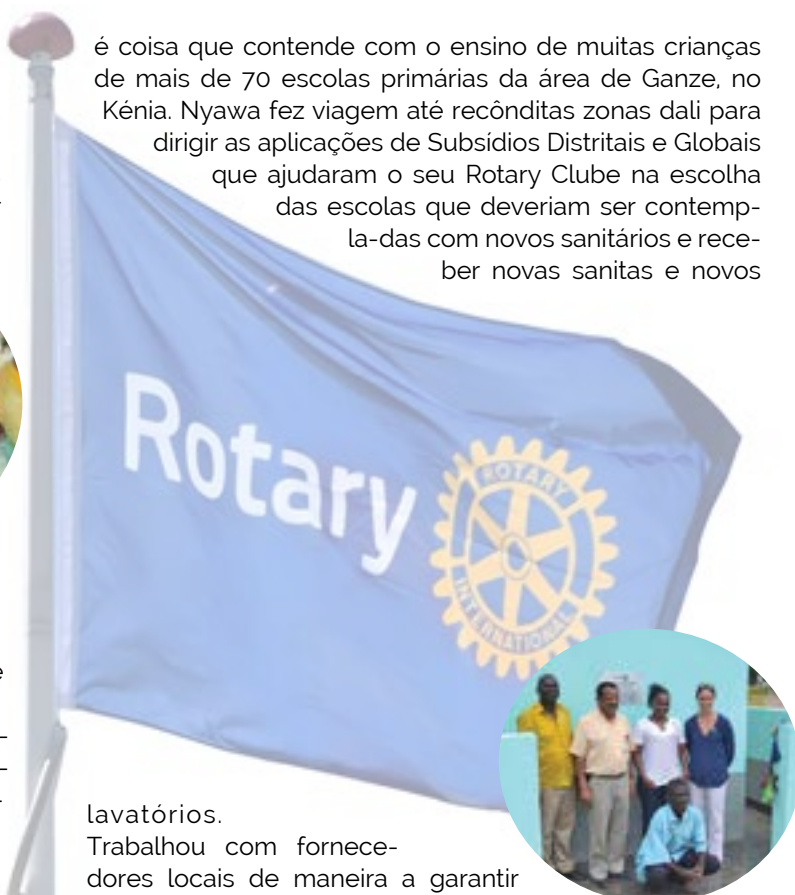 é coisa que contende com o ensino de muitas crianças
de mais de 70 escolas primárias da área de Ganze, no
Kénia. Nyawa fez viagem até recônditas zonas dali para
dirigir as aplicações de Subsídios Distritais e Globais
que ajudaram o seu Rotary Clube na escolha
das escolas que deveriam ser contemp-
la-das com novos sanitários e rece-
ber novas sanitas e novos
Rotary
ROTARY
INTERNATIONAL
e
lavatórios.
Trabalhou com fornece-
dores locais de maneira a garantir